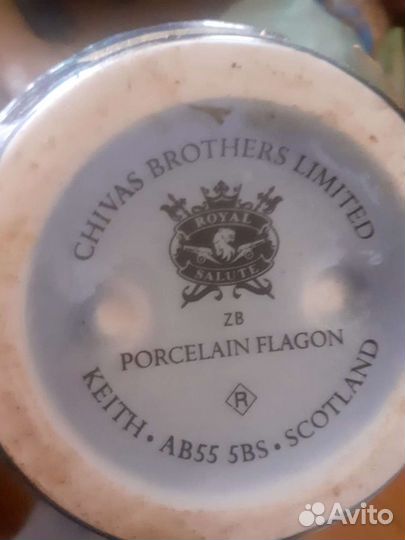 CHIVAS BROTHERS LIMITED
ROYAL
SALUTE
ZB
PORCELAIN FLAGON
R
KEITH · AB55 5BS · SCOTLAND
Avito